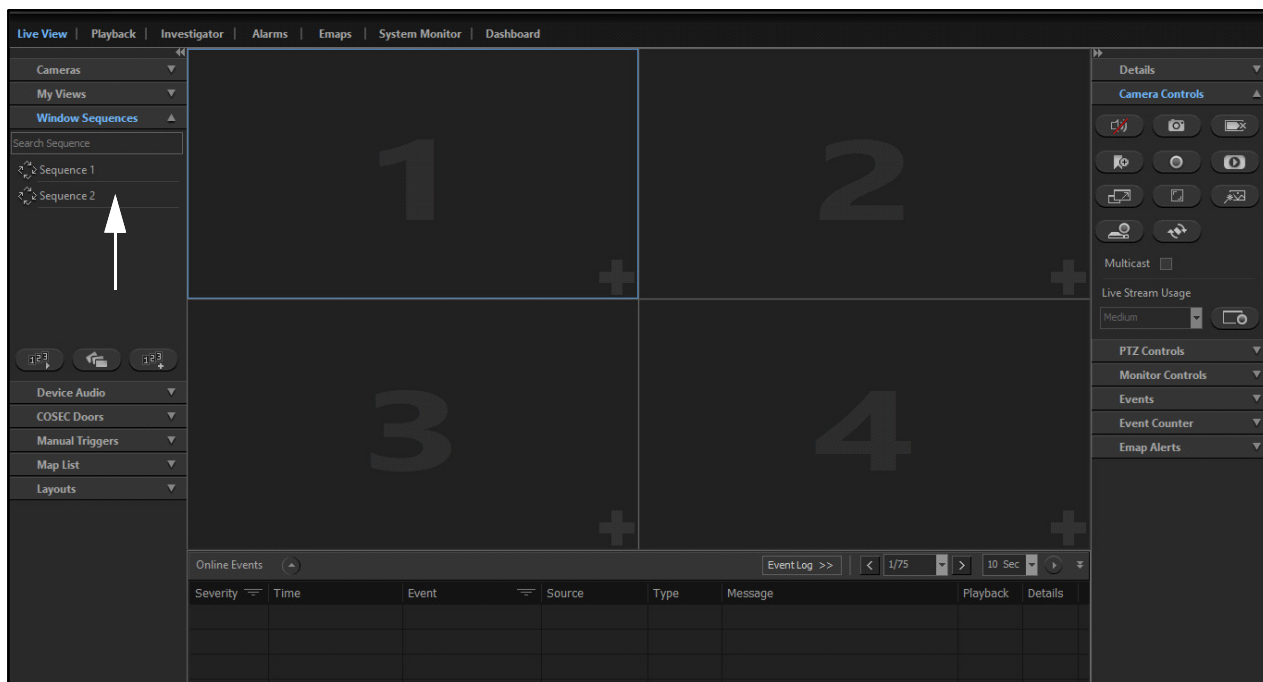 Live View | Playback | Investigator | Alarms | Emaps | System Monitor | Dashboard
Cameras
My Views
Window Sequences
Search Sequence
Sequence 1
Sequence 2
123
123
Device Audio
COSEC Doors
Manual Triggers
Map List
Layouts
1
2
3
4
Details
Camera Controls
Multicast
Live Stream Usage
Medium
PTZ Controls
Monitor Controls
Events
Event Counter
Emap Alerts
Online Events
Event Log >>
< 1/75 >
10 Sec
Severity Time Event Source Type Message Playback Details